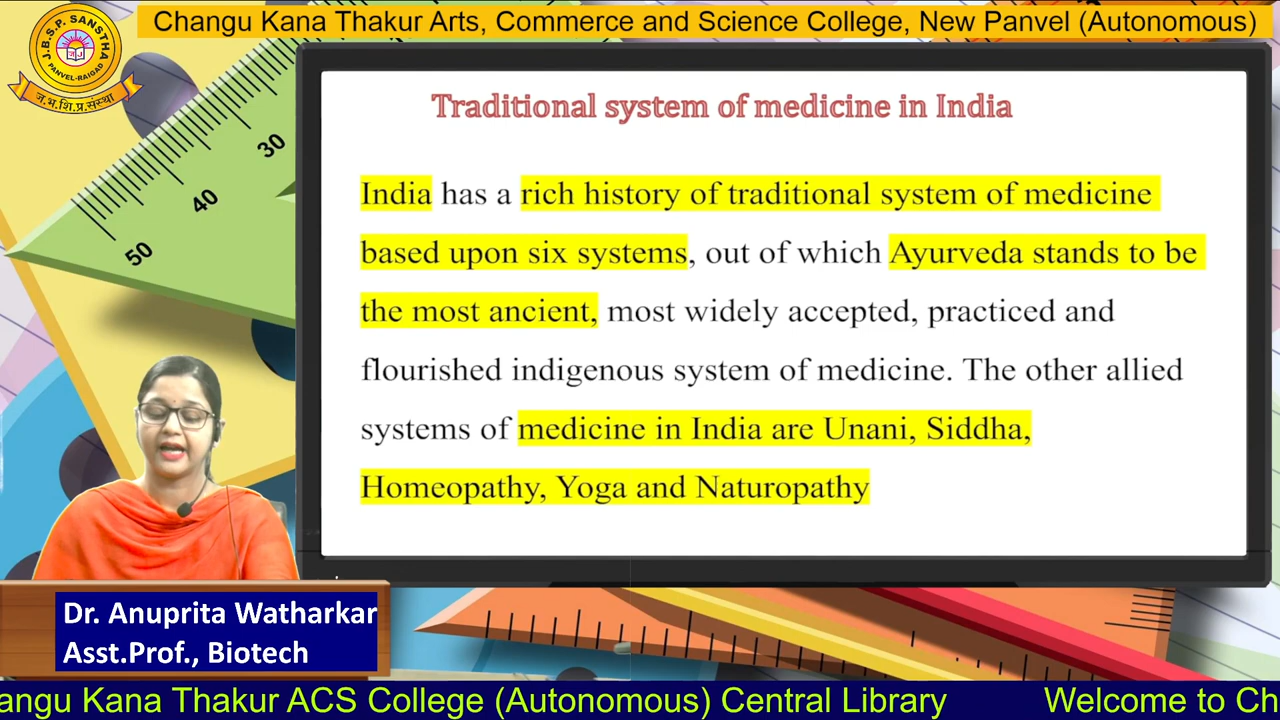 Changu Kana Thakur Arts, Commerce and Science College, New Panvel (Autonomous)
J.B.S.P. SANSTHA
PANVEL-RAIGAD
ज.भ.शि.प्र.संस्था
30
40
50
Traditional system of medicine in India
India has a rich history of traditional system of medicine
based upon six systems, out of which Ayurveda stands to be
the most ancient, most widely accepted, practiced and
flourished indigenous system of medicine. The other allied
systems of medicine in India are Unani, Siddha,
Homeopathy, Yoga and Naturopathy
Dr. Anuprita Watharkar
Asst.Prof., Biotech
angu Kana Thakur ACS College (Autonomous) Central Library Welcome to Ch